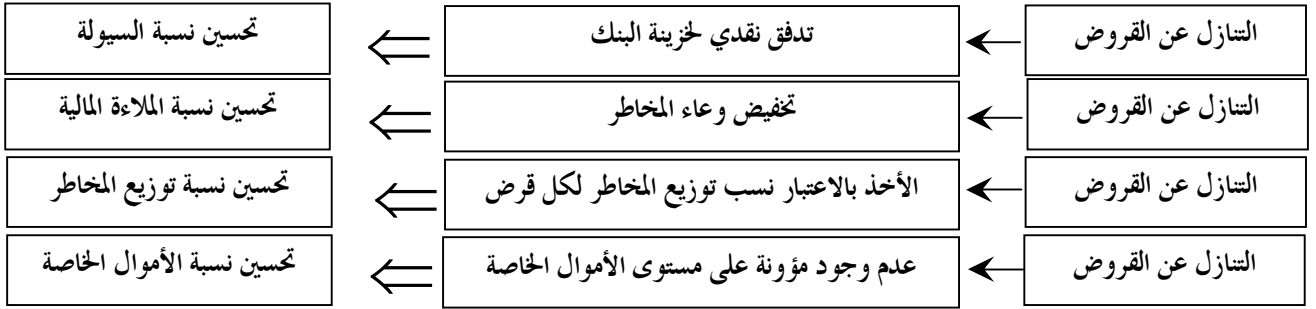 التنازل عن القروض ← تدفق نقدي لخزينة البنك ⇐ تحسين نسبة السيولة
التنازل عن القروض ← تخفيض وعاء المخاطر ⇐ تحسين نسبة الملاءة المالية
التنازل عن القروض ← الأخذ بالاعتبار نسب توزيع المخاطر لكل قرض ⇐ تحسين نسبة توزيع المخاطر
التنازل عن القروض ← عدم وجود مؤونة على مستوى الأموال الخاصة ⇐ تحسين نسبة الأموال الخاصة